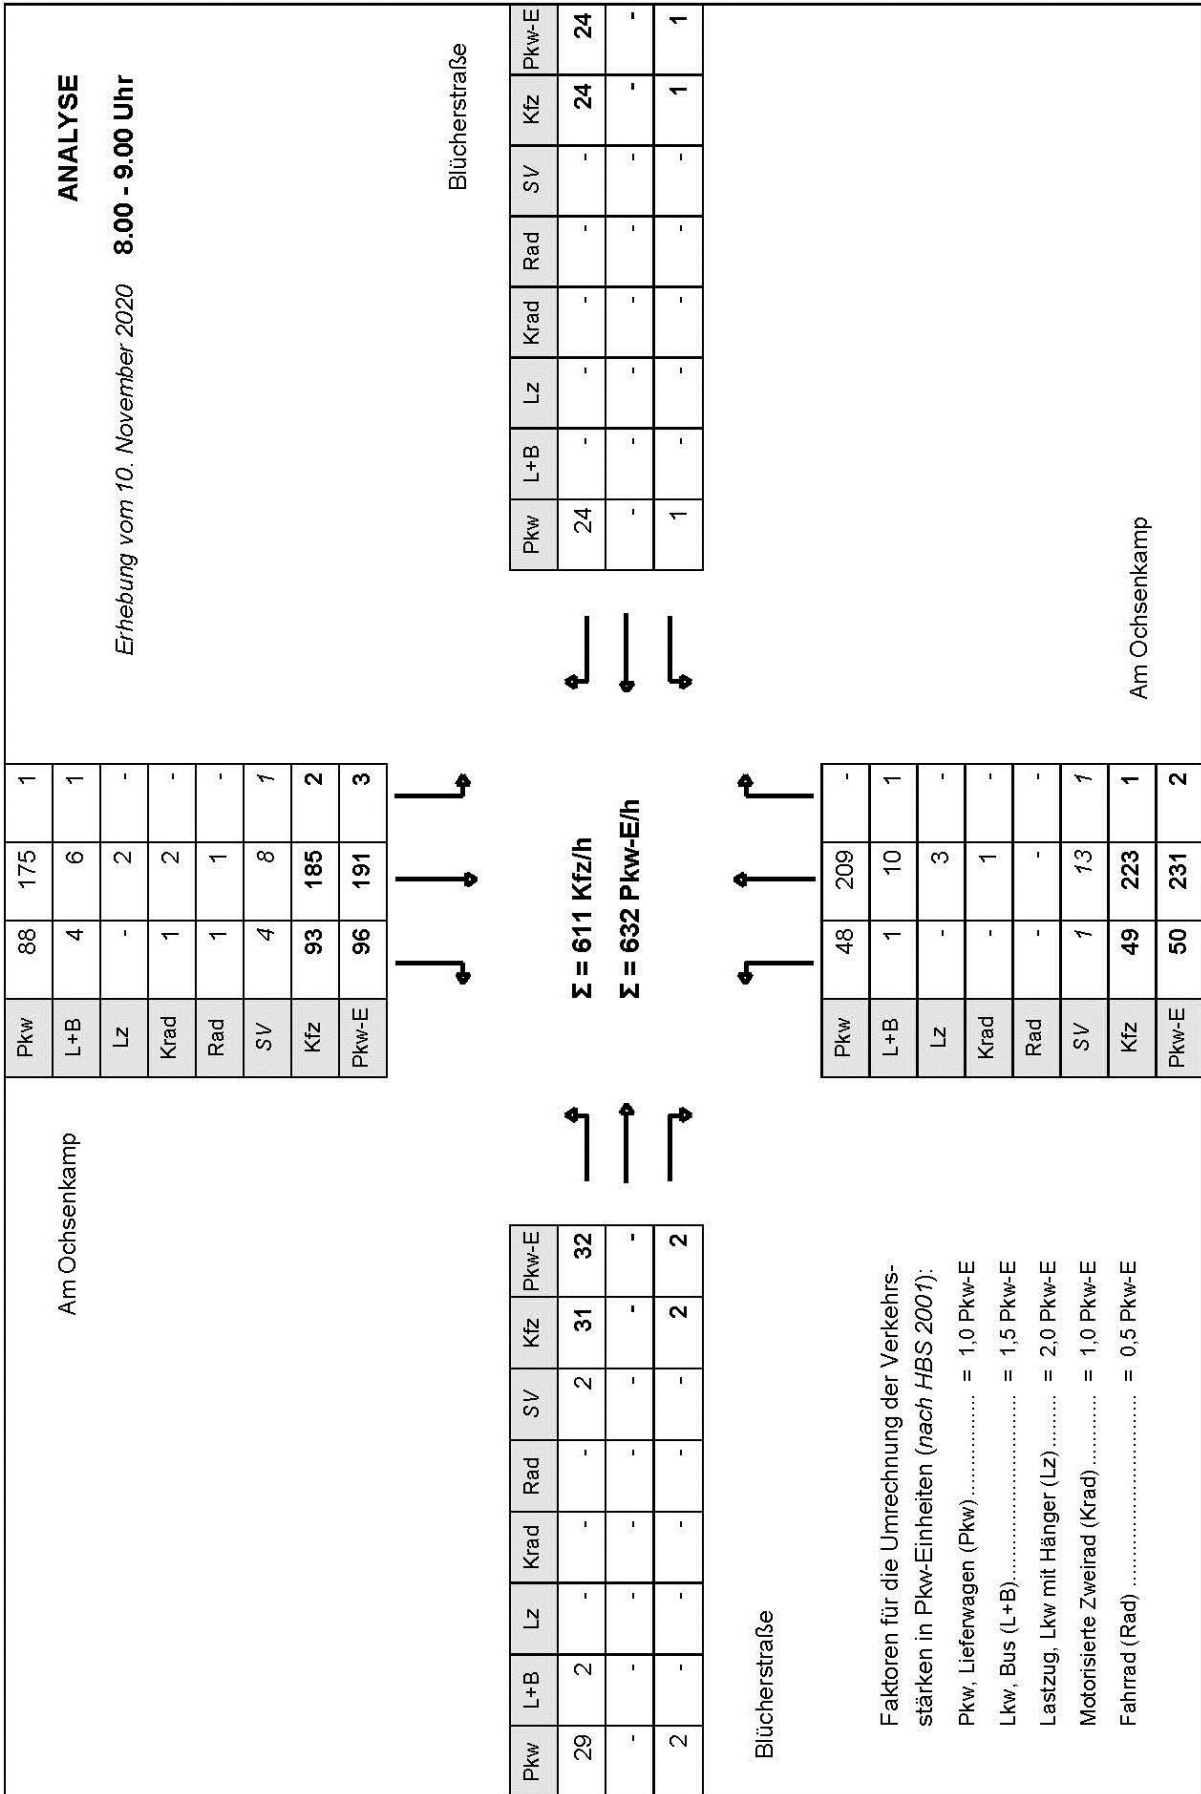 ANALYSE
Erhebung vom 10. November 2020 8.00 - 9.00 Uhr
Am Ochsenkamp
Pkw 88 175 1
L+B 4 6 1
Lz - 2 -
Krad 1 2 -
Rad 1 1 -
SV 4 8 1
Kfz 93 185 2
Pkw-E 96 191 3
Blücherstraße
Pkw L+B Lz Krad Rad SV Kfz Pkw-E
29 2 - - - 2 31 32
- - - - - - - -
2 - - - - - 2 2
Σ = 611 Kfz/h
Σ = 632 Pkw-E/h
Pkw L+B Lz Krad Rad SV Kfz Pkw-E
24 - - - - - 24 24
- - - - - - - -
1 - - - - - 1 1
Blücherstraße
Pkw 48 209 -
L+B 1 10 1
Lz - 3 -
Krad - 1 -
Rad - - -
SV 1 13 1
Kfz 49 223 1
Pkw-E 50 231 2
Am Ochsenkamp
Faktoren für die Umrechnung der Verkehrs-
stärken in Pkw-Einheiten (nach HBS 2001):
Pkw, Lieferwagen (Pkw)................. = 1,0 Pkw-E
Lkw, Bus (L+B)............................... = 1,5 Pkw-E
Lastzug, Lkw mit Hänger (Lz)......... = 2,0 Pkw-E
Motorisierte Zweirad (Krad)............ = 1,0 Pkw-E
Fahrrad (Rad) ................................ = 0,5 Pkw-E